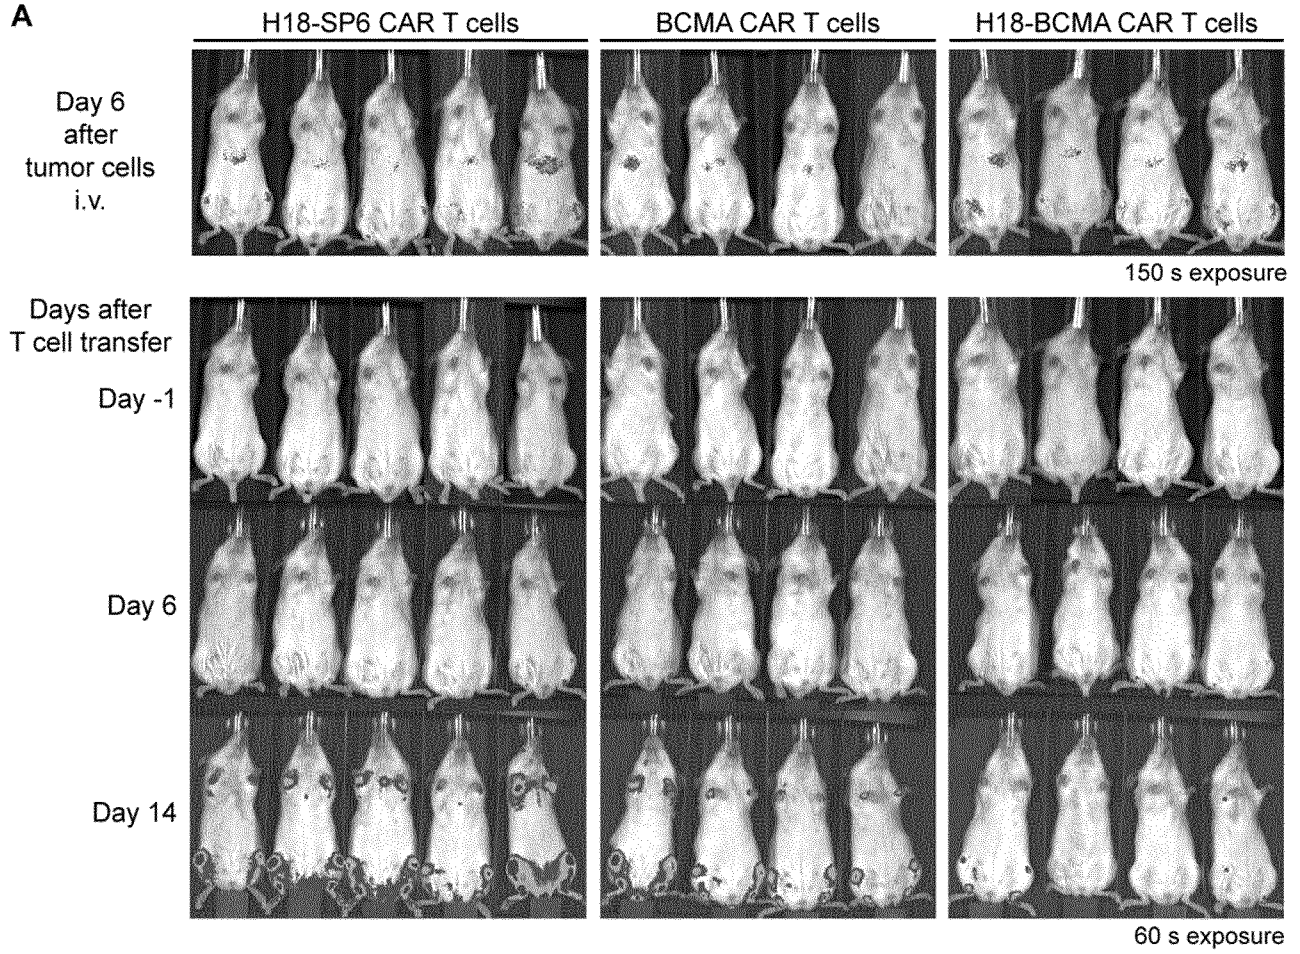 A
H18-SP6 CAR T cells
BCMA CAR T cells
H18-BCMA CAR T cells
Day 6
after
tumor cells
i.v.
150 s exposure
Days after
T cell transfer
Day -1
Day 6
Day 14
60 s exposure